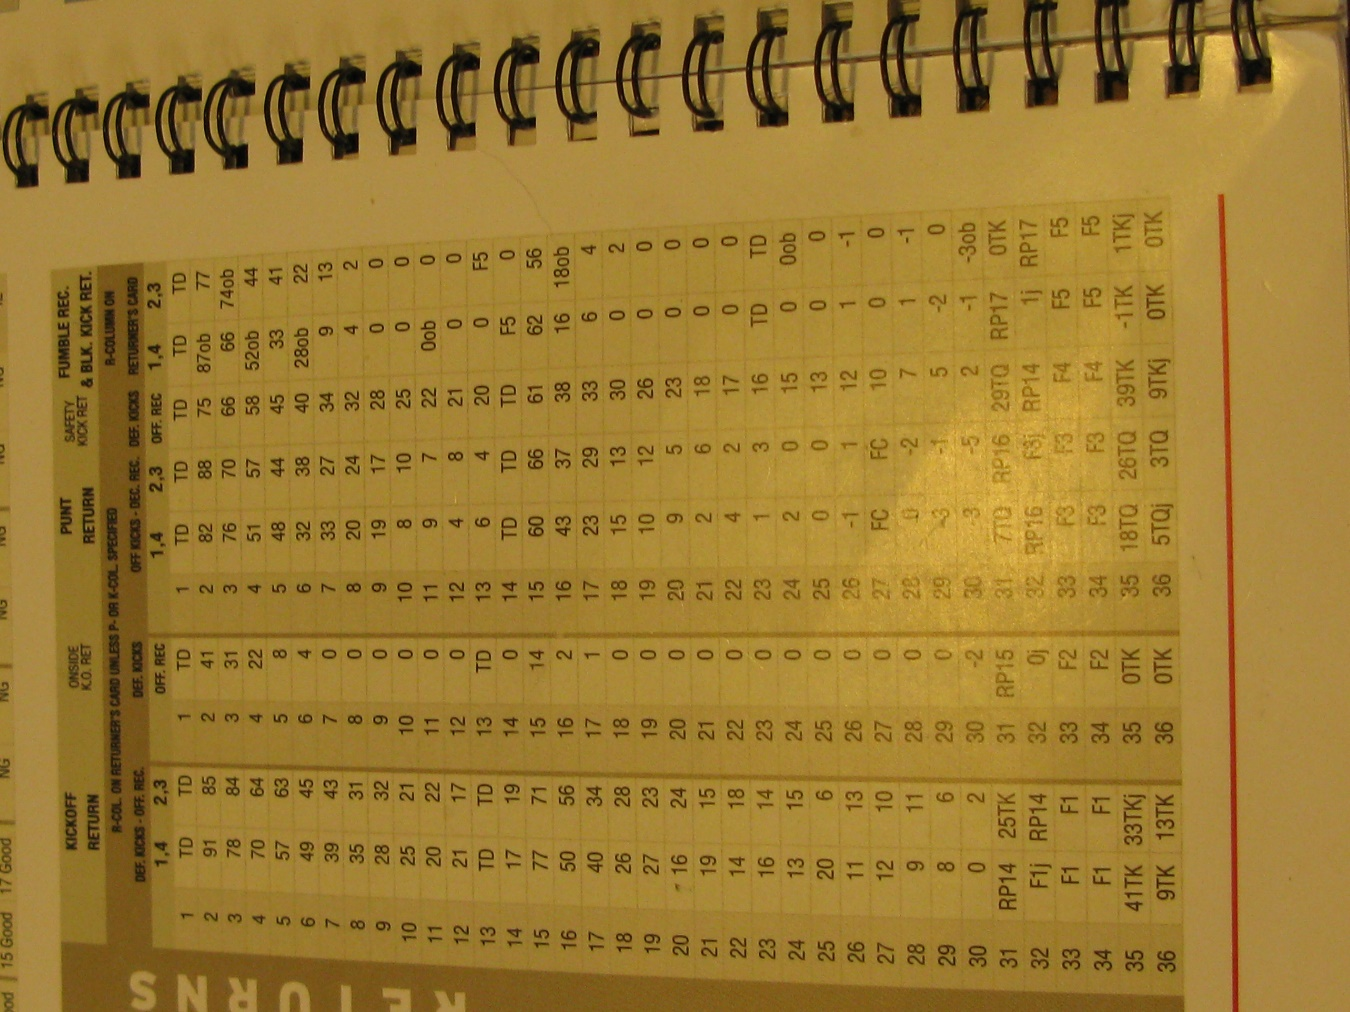 15 Good 17 Good NG NG NG NG
RETURNS
KICKOFF ONSIDE PUNT SAFETY FUMBLE REC.
RETURN K.O. RET RETURN KICK RET & BLK. KICK RET.
R-COL. ON RETURNER'S CARD UNLESS P- OR K-COL. SPECIFIED R-COLUMN ON
DEF. KICKS - OFF. REC. DEF. KICKS OFF KICKS - DEC. REC. DEF. KICKS RETURNER'S CARD
1,4 2,3 OFF. REC 1,4 2,3 OFF. REC 1,4 2,3
1 TD TD 1 TD 1 TD TD TD TD TD
2 91 85 2 41 2 82 88 75 87ob 77
3 78 84 3 31 3 76 70 66 66 74ob
4 70 64 4 22 4 51 57 58 52ob 44
5 57 63 5 8 5 48 44 45 33 41
6 49 45 6 4 6 32 38 40 28ob 22
7 39 43 7 0 7 33 27 34 9 13
8 35 31 8 0 8 20 24 32 4 2
9 28 32 9 0 9 19 17 28 0 0
10 25 21 10 0 10 8 10 25 0 0
11 20 22 11 0 11 9 7 22 0ob 0
12 21 17 12 0 12 4 8 21 0 0
13 TD TD 13 TD 13 6 4 20 0 F5
14 17 19 14 0 14 TD TD TD F5 0
15 77 71 15 14 15 60 66 61 62 56
16 50 56 16 2 16 43 37 38 16 18ob
17 40 34 17 1 17 23 29 33 6 4
18 26 28 18 0 18 15 13 30 0 2
19 27 23 19 0 19 10 12 26 0 0
20 16 24 20 0 20 9 5 23 0 0
21 19 15 21 0 21 2 6 18 0 0
22 14 18 22 0 22 4 2 17 0 0
23 16 14 23 0 23 1 3 16 TD TD
24 13 15 24 0 24 2 0 15 0 0ob
25 20 6 25 0 25 0 0 13 0 0
26 11 13 26 0 26 -1 1 12 1 -1
27 12 10 27 0 27 FC FC 10 0 0
28 9 11 28 0 28 0 -2 7 1 -1
29 8 6 29 0 29 -3 -1 5 -2 0
30 0 2 30 -2 30 3 -5 2 -1 -3ob
31 RP14 25TK 31 RP15 31 7TQ RP16 29TQ RP17 0TK
32 F1j RP14 32 0j 32 RP16 F3j RP14 1j RP17
33 F1 F1 33 F2 33 F3 F3 F4 F5 F5
34 F1 F1 34 F2 34 F3 F3 F4 F5 F5
35 41TK 33TKj 35 0TK 35 18TQ 26TQ 39TK -1TK 1TKj
36 9TK 13TK 36 0TK 36 5TQj 3TQ 9TKj 0TK 0TK